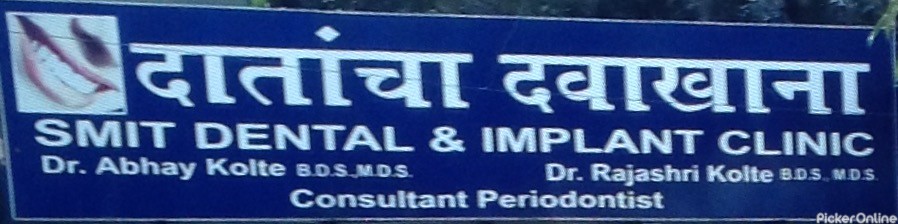 दातांचा दवाखाना
SMIT DENTAL & IMPLANT CLINIC
Dr. Abhay Kolte B.D.S.,M.D.S. Dr. Rajashri Kolte B.D.S., M.D.S.
Consultant Periodontist
PickerOnline